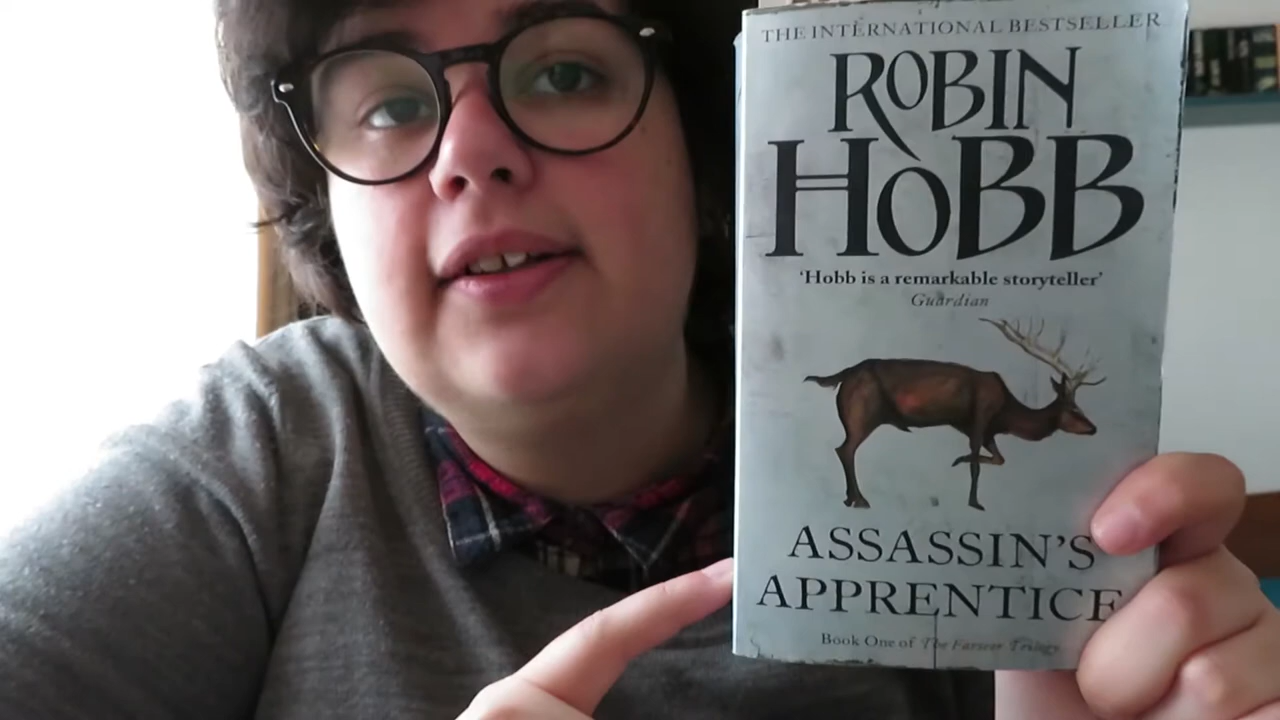 THE INTERNATIONAL BESTSELLER
ROBIN
HOBB
'Hobb is a remarkable storyteller'
Guardian
ASSASSIN'S
APPRENTICE
Book One of The Farseer Trilogy